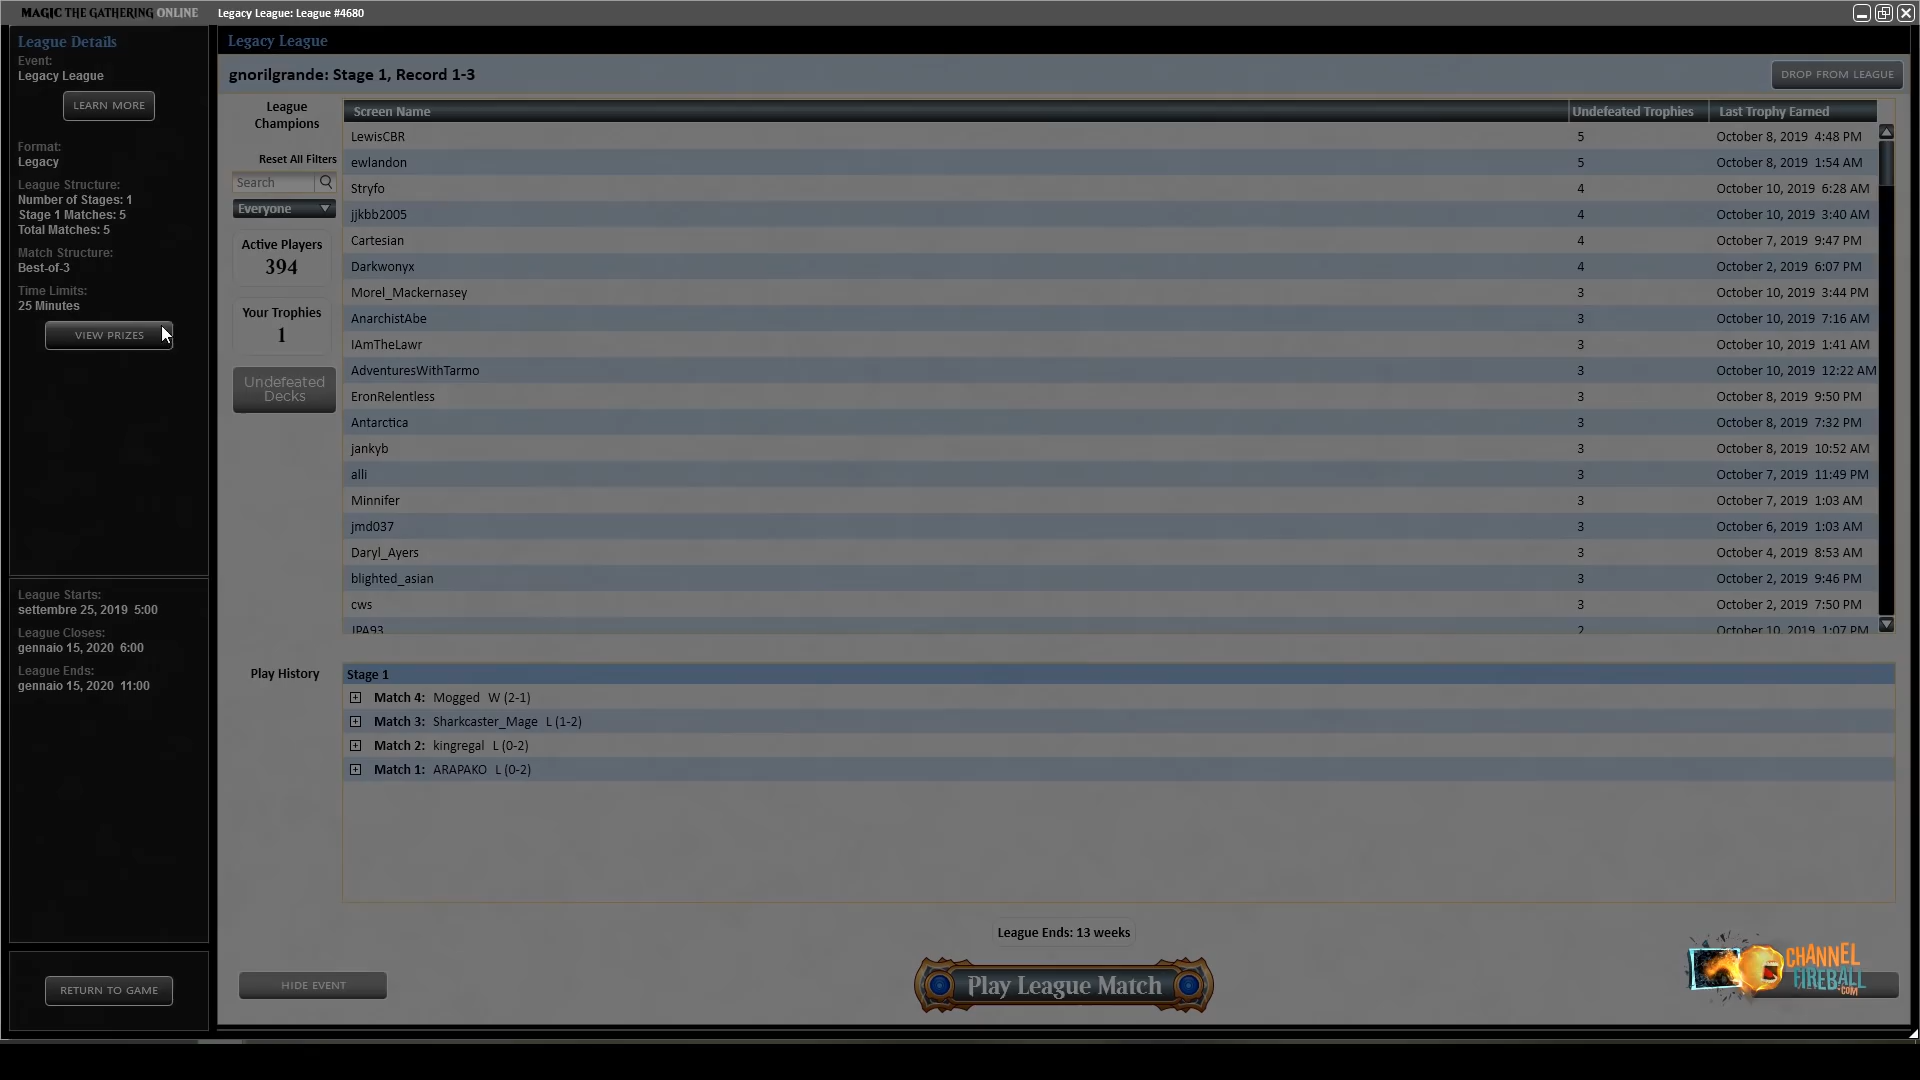 MAGIC THE GATHERING ONLINE
Legacy League: League #4680
League Details
Event:
Legacy League
LEARN MORE
Format:
Legacy
League Structure:
Number of Stages: 1
Stage 1 Matches: 5
Total Matches: 5
Match Structure:
Best-of-3
Time Limits:
25 Minutes
VIEW PRIZES
League Starts:
settembre 25, 2019 5:00
League Closes:
gennaio 15, 2020 6:00
League Ends:
gennaio 15, 2020 11:00
RETURN TO GAME
Legacy League
gnorilgrande: Stage 1, Record 1-3
DROP FROM LEAGUE
League
Champions
Reset All Filters
Search
Everyone
Active Players
394
Your Trophies
1
Undefeated
Decks
Screen Name Undefeated Trophies Last Trophy Earned
LewisCBR 5 October 8, 2019 4:48 PM
ewlandon 5 October 8, 2019 1:54 AM
Stryfo 4 October 10, 2019 6:28 AM
jjkbb2005 4 October 10, 2019 3:40 AM
Cartesian 4 October 7, 2019 9:47 PM
Darkwonyx 4 October 2, 2019 6:07 PM
Morel_Mackernasey 3 October 10, 2019 3:44 PM
AnarchistAbe 3 October 10, 2019 7:16 AM
IAmTheLawr 3 October 10, 2019 1:41 AM
AdventuresWithTarmo 3 October 10, 2019 12:22 AM
EronRelentless 3 October 8, 2019 9:50 PM
Antarctica 3 October 8, 2019 7:32 PM
jankyb 3 October 8, 2019 10:52 AM
alli 3 October 7, 2019 11:49 PM
Minnifer 3 October 7, 2019 1:03 AM
jmd037 3 October 6, 2019 1:03 AM
Daryl_Ayers 3 October 4, 2019 8:53 AM
blighted_asian 3 October 2, 2019 9:46 PM
cws 3 October 2, 2019 7:50 PM
JPA93 2 October 10, 2019 1:07 PM
Play History
Stage 1
Match 4: Mogged W (2-1)
Match 3: Sharkcaster_Mage L (1-2)
Match 2: kingregal L (0-2)
Match 1: ARAPAKO L (0-2)
League Ends: 13 weeks
HIDE EVENT
Play League Match
CHANNEL
FIREBALL
.COM